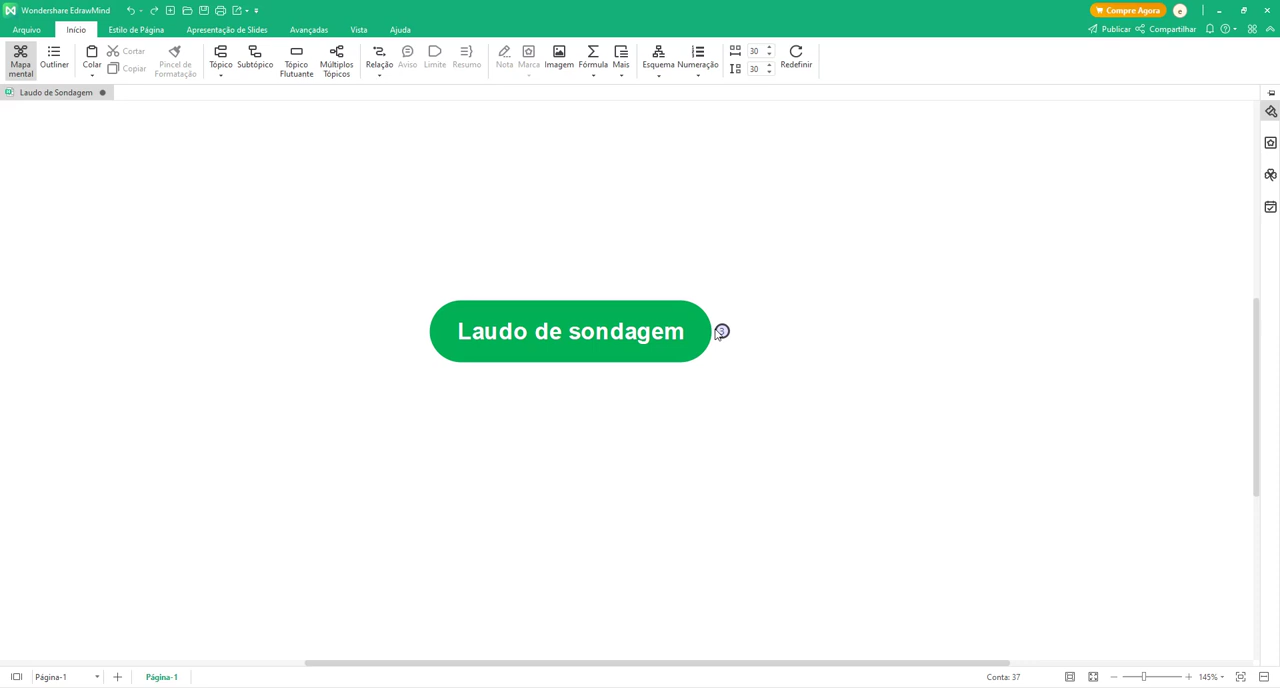 Wondershare EdrawMind
Compre Agora
e
Arquivo Início Estilo de Página Apresentação de Slides Avançadas Vista Ajuda
Publicar Compartilhar
Mapa mental
Outliner
Colar
Cortar
Copiar
Pincel de Formatação
Tópico
Subtópico
Tópico Flutuante
Múltiplos Tópicos
Relação
Aviso
Limite
Resumo
Nota
Marca
Imagem
Fórmula
Mais
Esquema
Numeração
30
30
Redefinir
Laudo de Sondagem
Laudo de sondagem
3
Página-1
Página-1
Conta: 37
145%